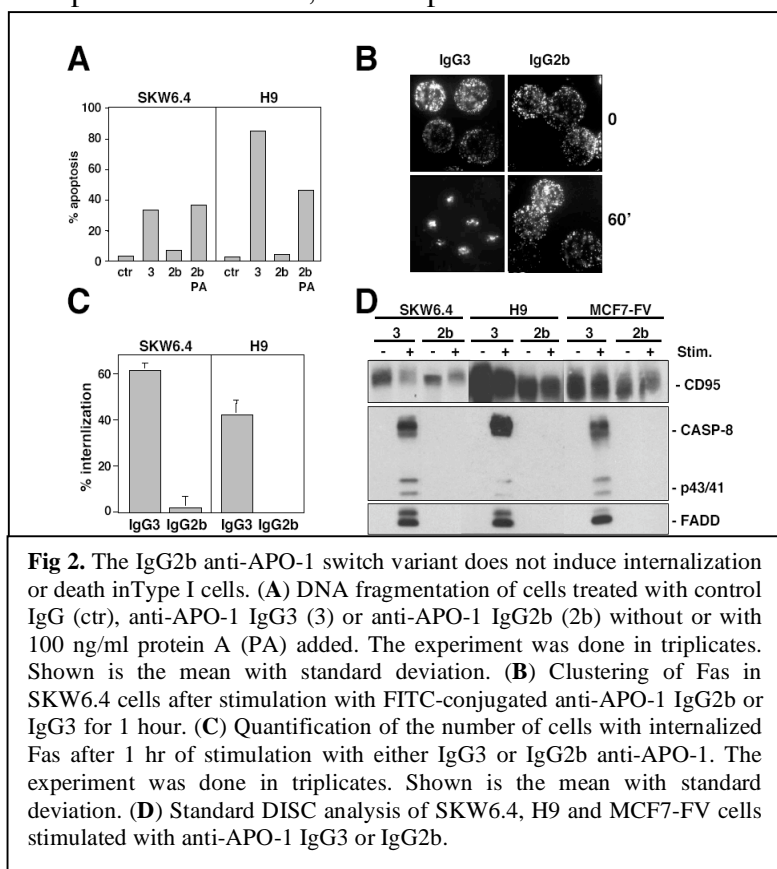 A
B
IgG3 IgG2b
SKW6.4 H9
100
80
60
40
20
0
% apoptosis
ctr 3 2b 2b PA ctr 3 2b 2b PA
0
60'
C
D
SKW6.4 H9
60
40
20
0
% internilization
IgG3 IgG2b IgG3 IgG2b
SKW6.4 H9 MCF7-FV
3 2b 3 2b 3 2b
- + - + - + - + - + - + Stim.
- CD95
- CASP-8
- p43/41
- FADD
Fig 2. The IgG2b anti-APO-1 switch variant does not induce internalization
or death inType I cells. (A) DNA fragmentation of cells treated with control
IgG (ctr), anti-APO-1 IgG3 (3) or anti-APO-1 IgG2b (2b) without or with
100 ng/ml protein A (PA) added. The experiment was done in triplicates.
Shown is the mean with standard deviation. (B) Clustering of Fas in
SKW6.4 cells after stimulation with FITC-conjugated anti-APO-1 IgG2b or
IgG3 for 1 hour. (C) Quantification of the number of cells with internalized
Fas after 1 hr of stimulation with either IgG3 or IgG2b anti-APO-1. The
experiment was done in triplicates. Shown is the mean with standard
deviation. (D) Standard DISC analysis of SKW6.4, H9 and MCF7-FV cells
stimulated with anti-APO-1 IgG3 or IgG2b.